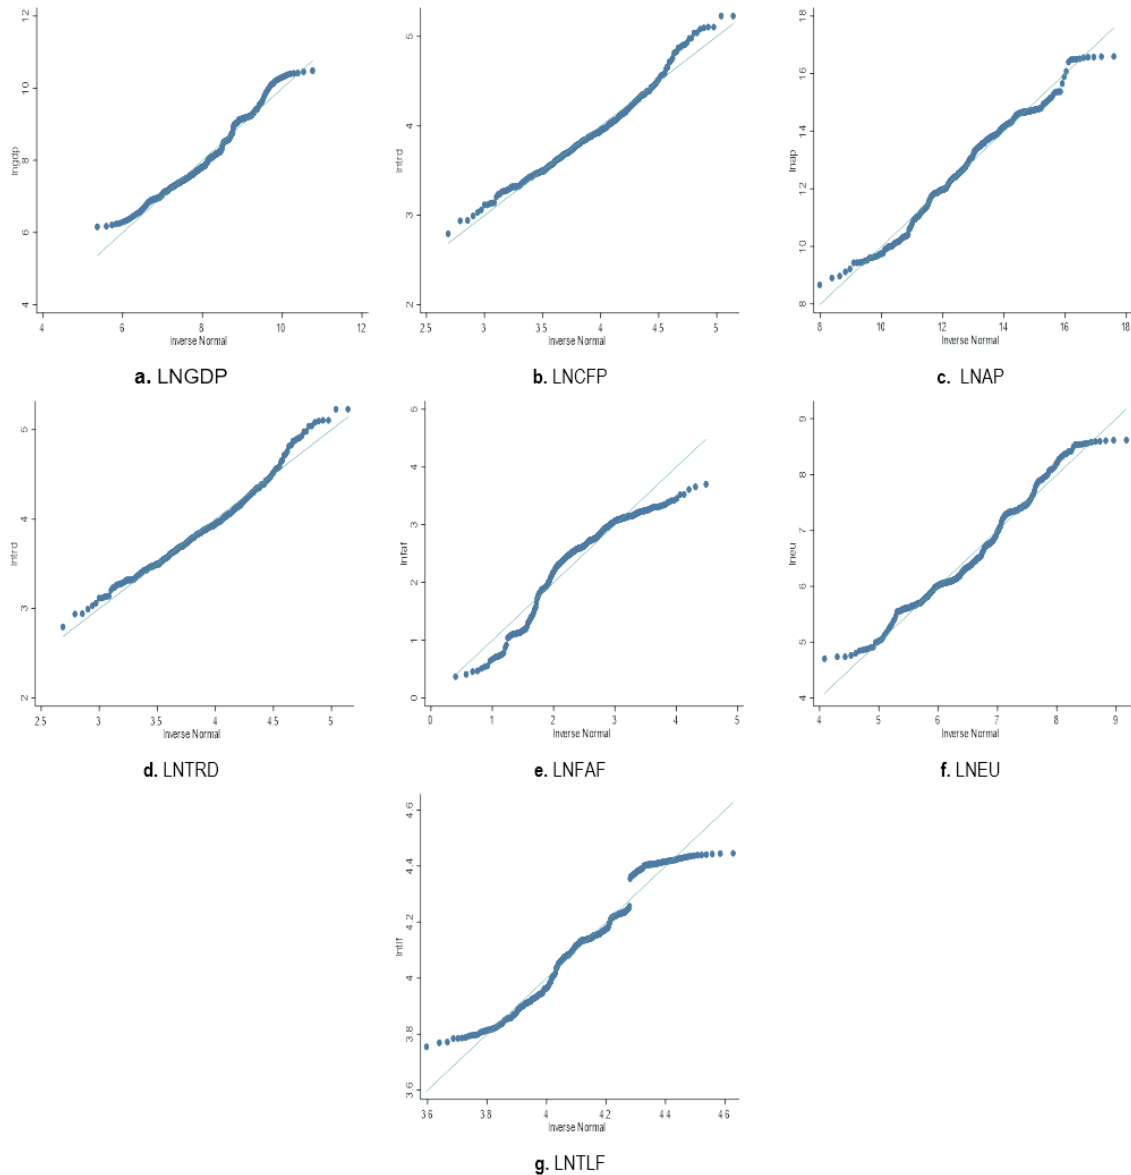 12
10
8
6
4
lngdp
4 6 8 10 12
Inverse Normal
a. LNGDP
5
4
3
2
lntrd
2.5 3 3.5 4 4.5 5
Inverse Normal
b. LNCFP
16
14
12
10
8
lnap
8 10 12 14 16 18
Inverse Normal
c. LNAP
5
4
3
2
lntrd
2.5 3 3.5 4 4.5 5
Inverse Normal
d. LNTRD
5
4
3
2
1
0
lnfaf
0 1 2 3 4 5
Inverse Normal
e. LNFAF
9
8
7
6
5
4
lneu
4 5 6 7 8 9
Inverse Normal
f. LNEU
4.6
4.4
4.2
4
3.8
3.6
lntlf
3.6 3.8 4 4.2 4.4 4.6
Inverse Normal
g. LNTLF